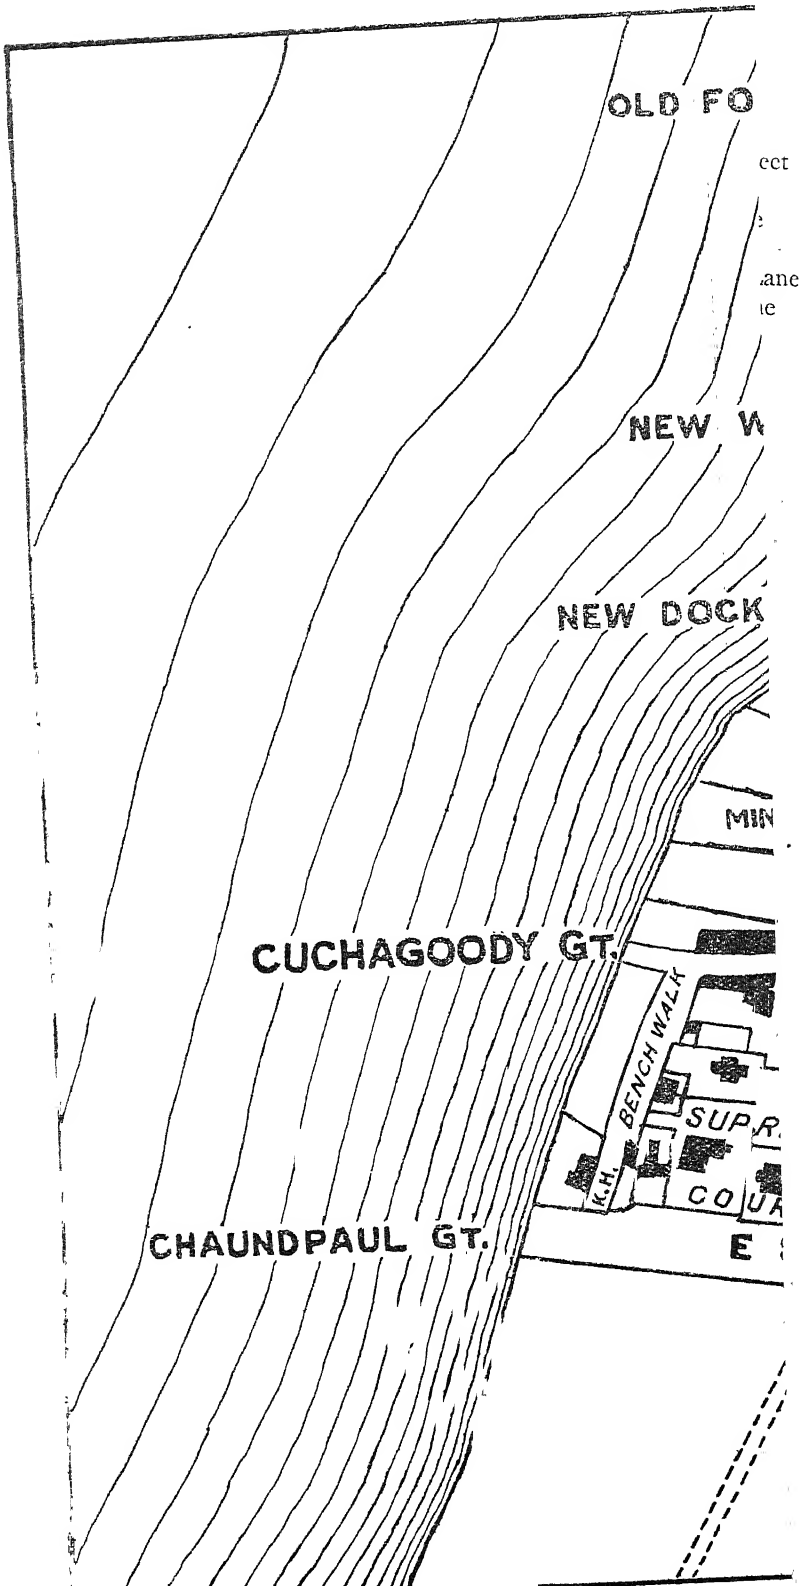 OLD FO
ect
ane
NEW W
NEW DOCK
MIN
CUCHAGOODY GT.
BENCH WALK
SUPR
K.H.
COUR
CHAUNDPAUL GT.
E